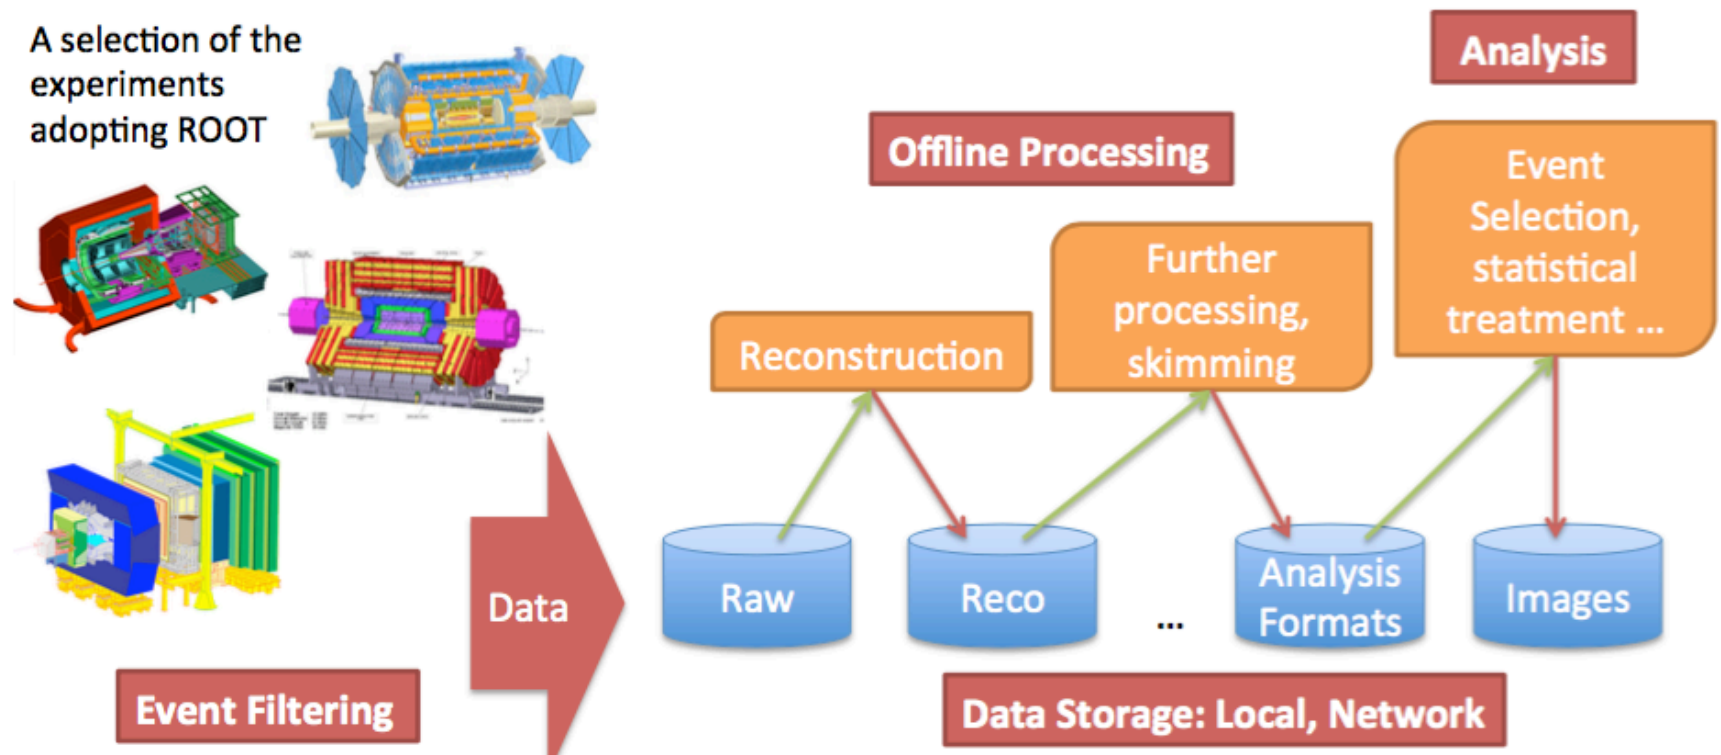 A selection of the
experiments
adopting ROOT
Event Filtering
Data
Offline Processing
Analysis
Reconstruction
Further
processing,
skimming
Event
Selection,
statistical
treatment ...
Raw
Reco
...
Analysis
Formats
Images
Data Storage: Local, Network